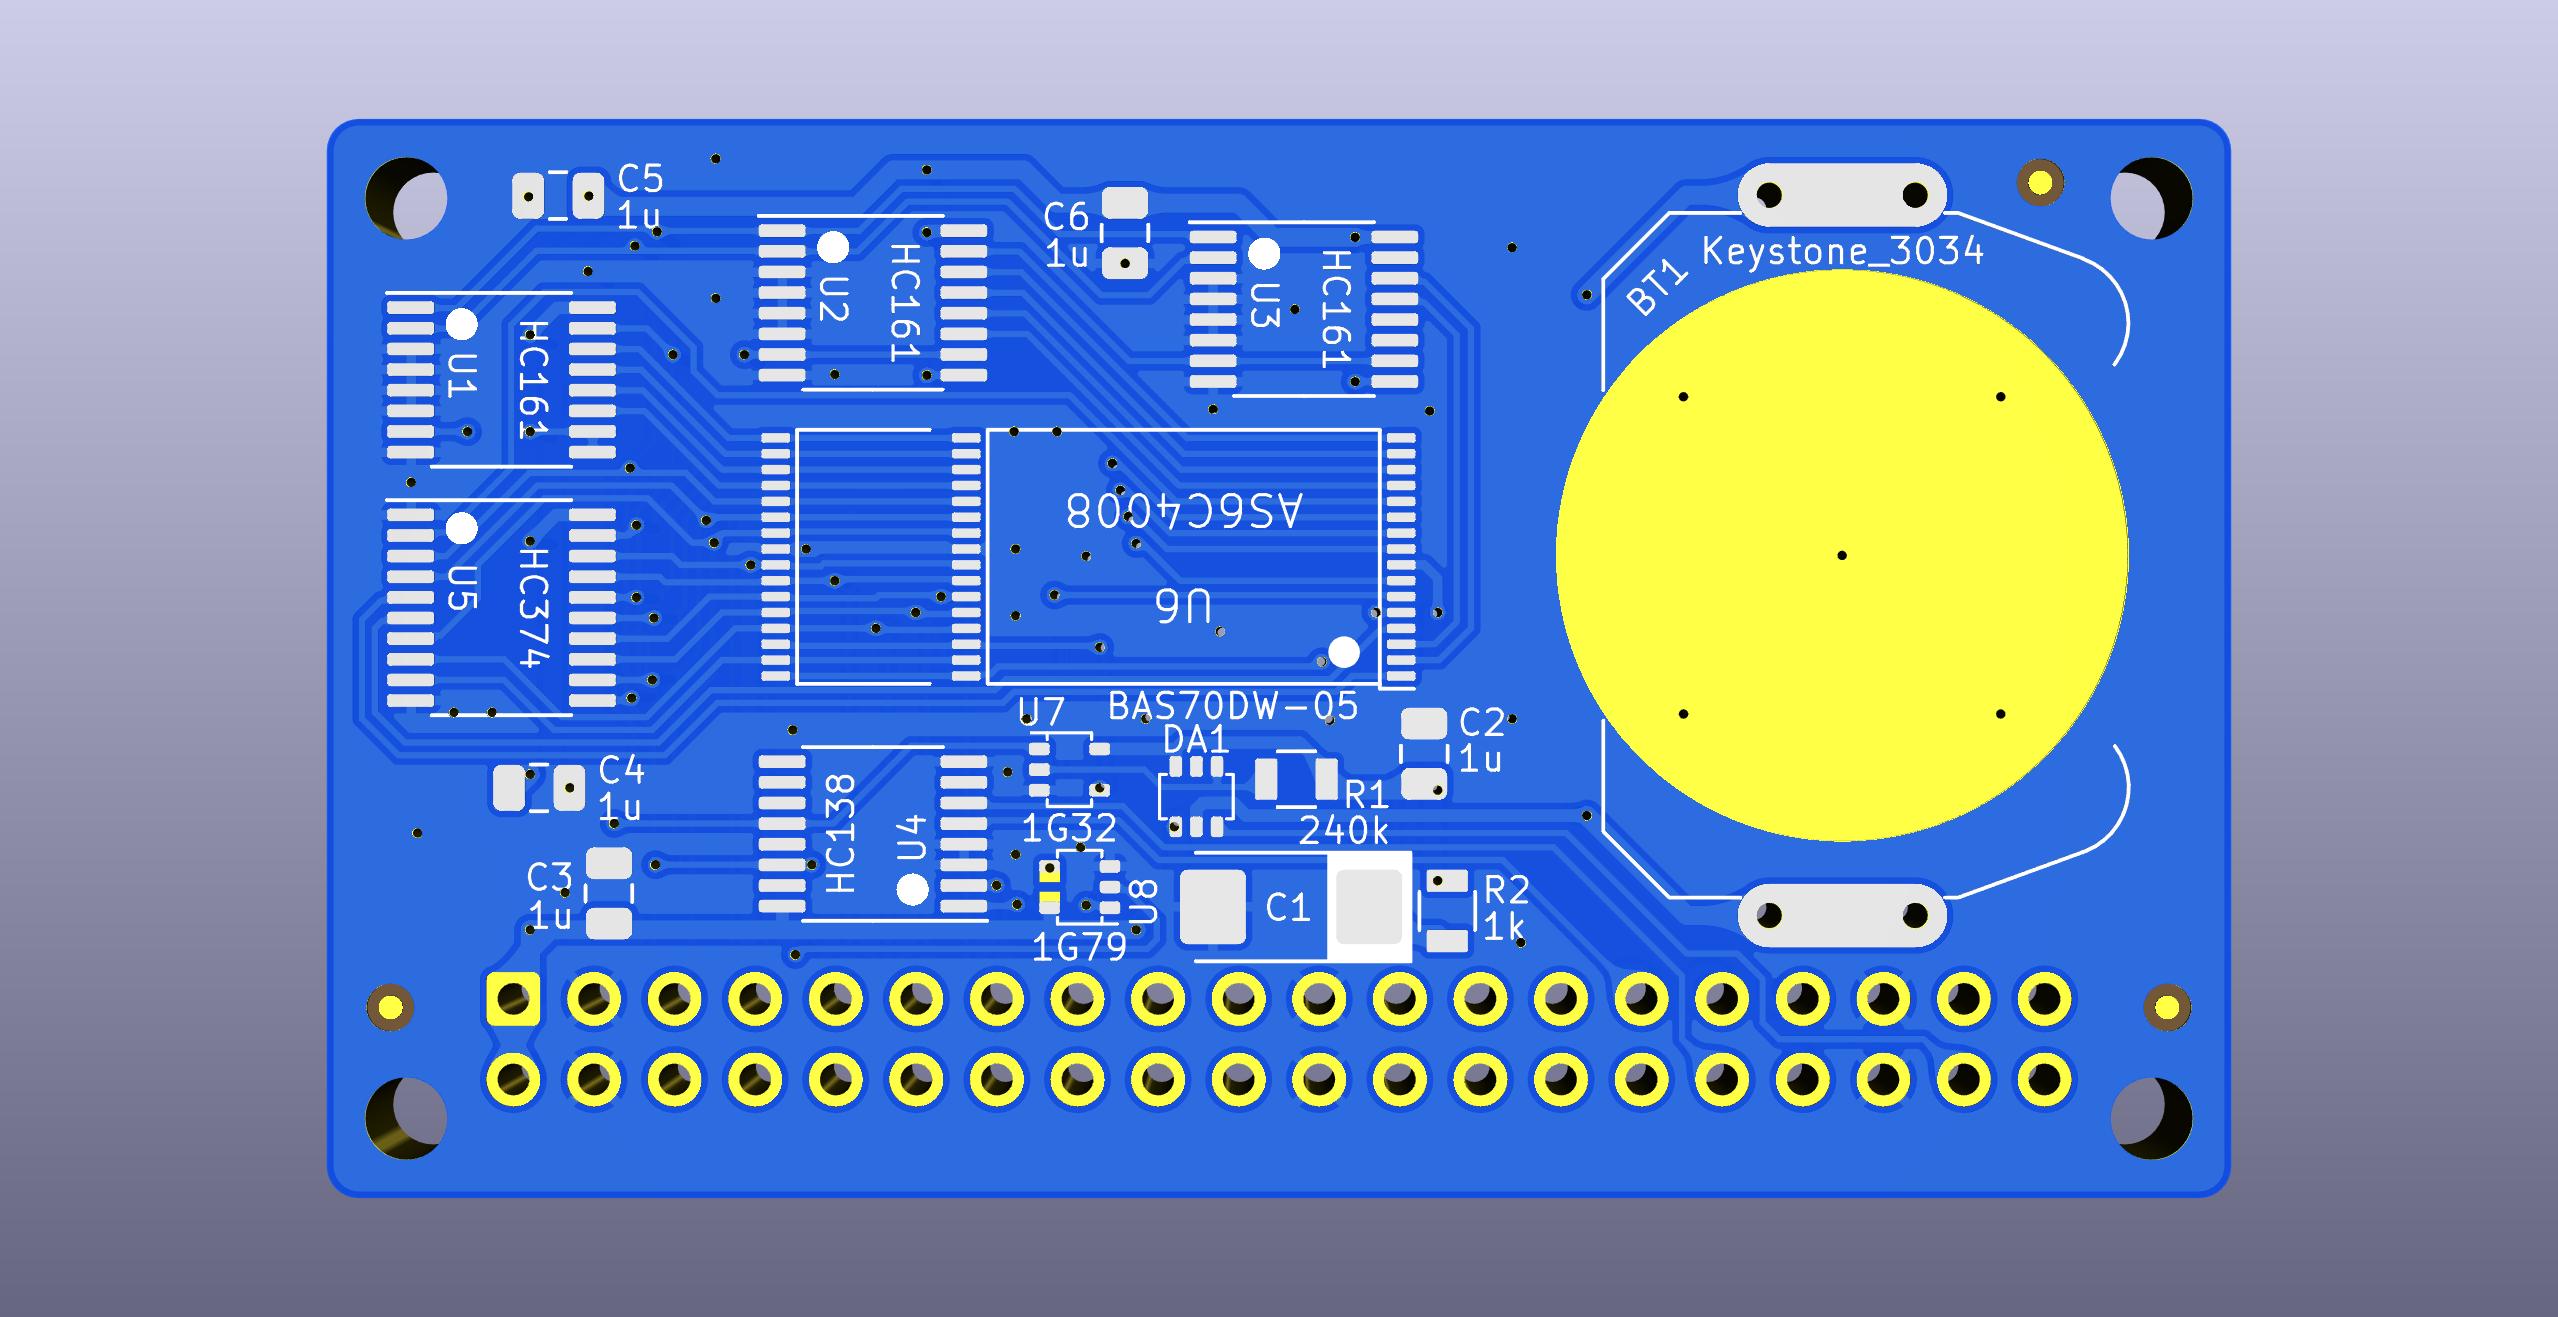 C5
1u
C6
1u
Keystone_3034
BT1
U2
HC161
U3
HC161
U1
HC161
AS6C4008
U6
U5
HC374
U7
BAS70DW-05
DA1
C2
1u
C4
1u
R1
240k
HC138
U4
1G32
C3
1u
U8
1G79
C1
R2
1k